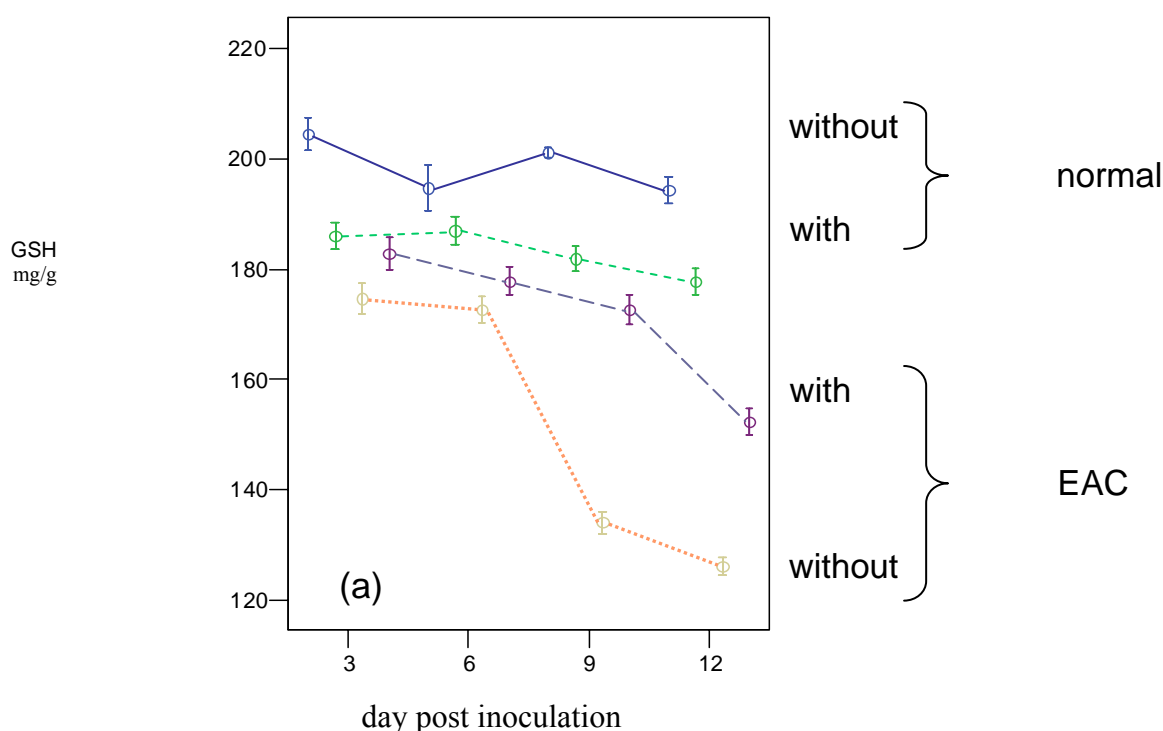 GSH
mg/g
220
200
180
160
140
120
(a)
3 6 9 12
day post inoculation
without
with
normal
with
without
EAC